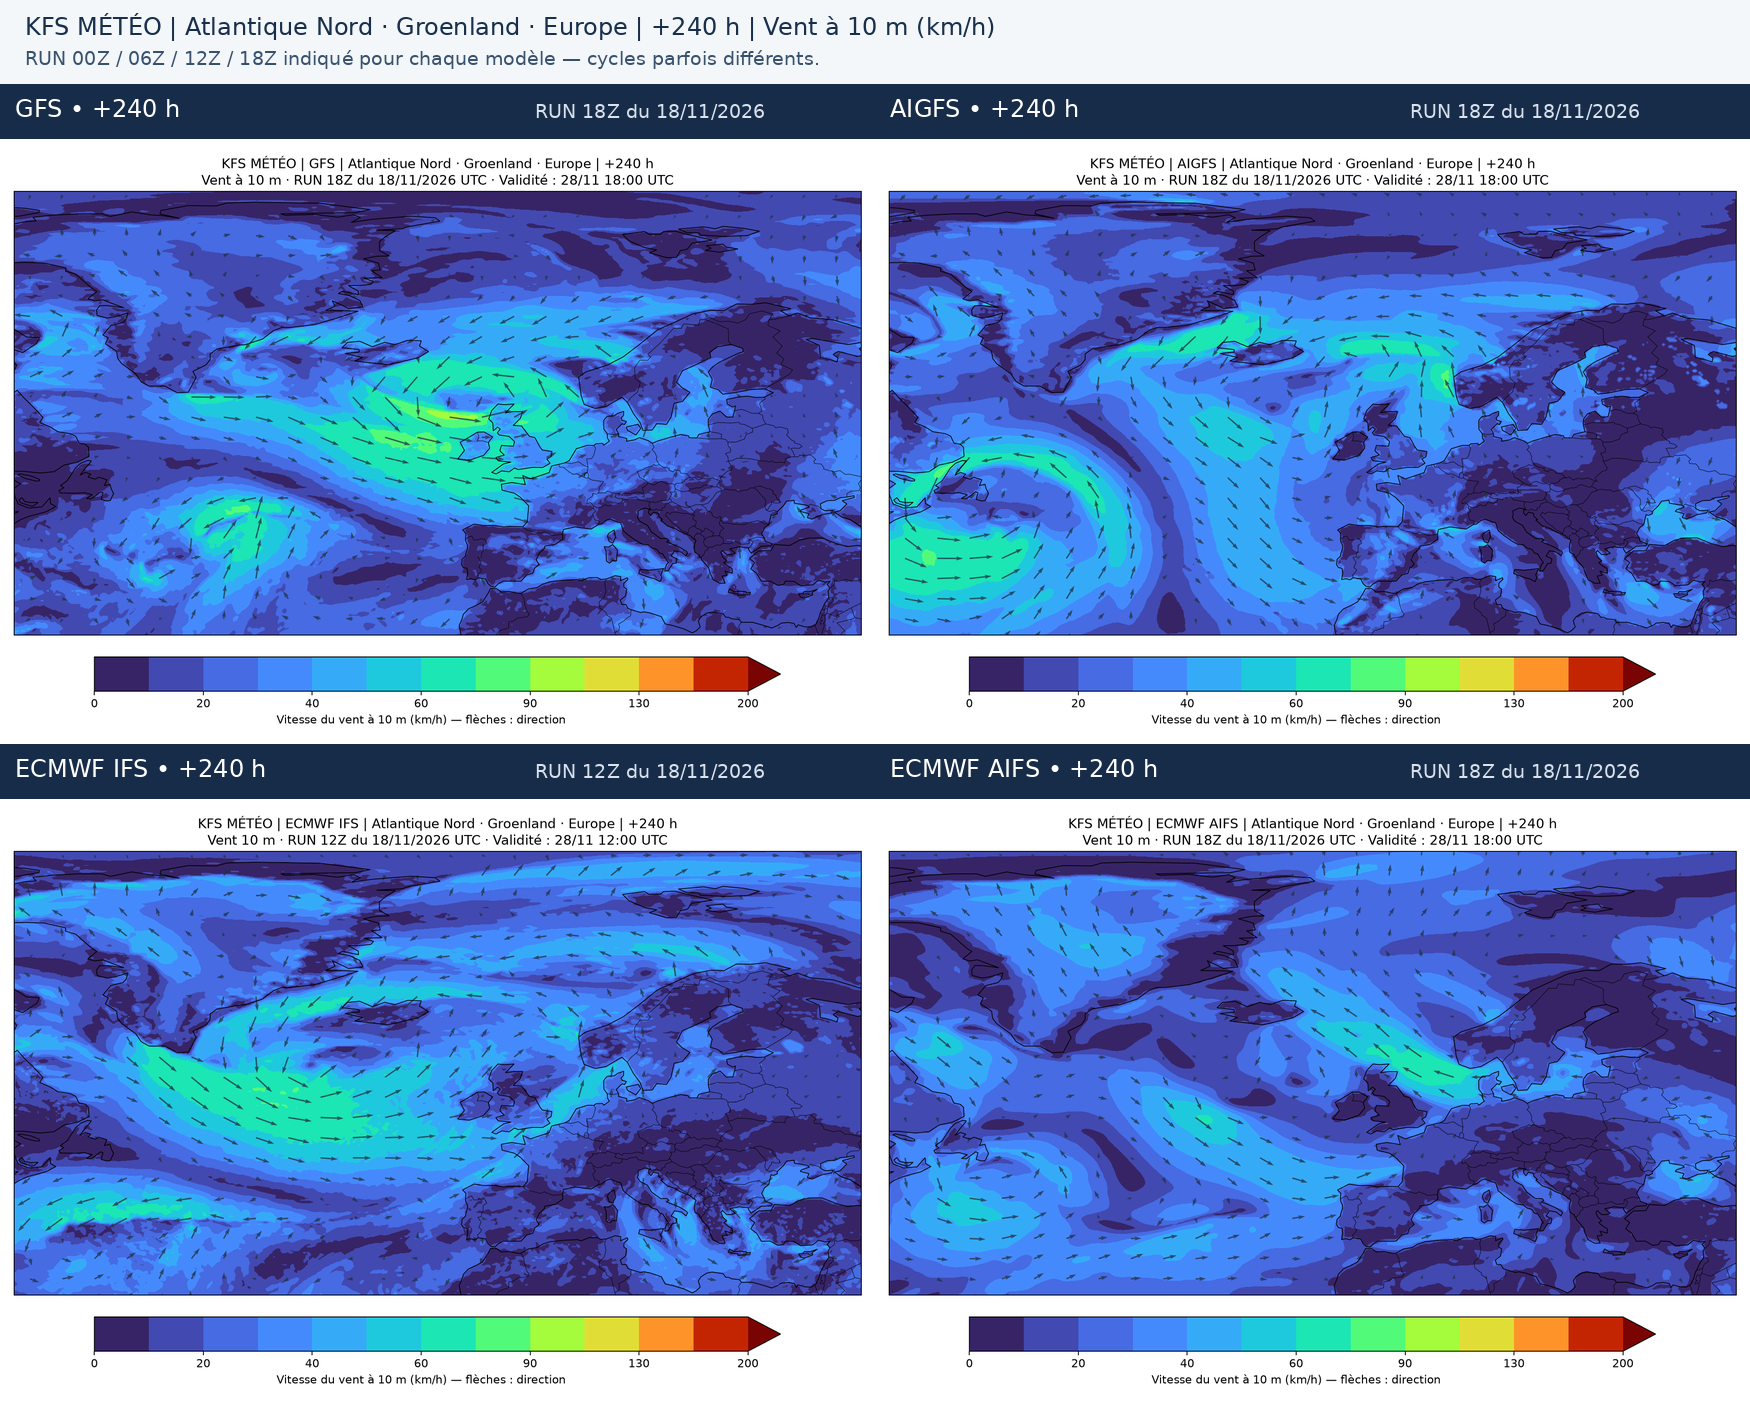 KFS MÉTÉO | Atlantique Nord · Groenland · Europe | +240 h | Vent à 10 m (km/h)
RUN 00Z / 06Z / 12Z / 18Z indiqué pour chaque modèle — cycles parfois différents.
GFS • +240 h
RUN 18Z du 18/11/2026
KFS MÉTÉO | GFS | Atlantique Nord · Groenland · Europe | +240 h
Vent à 10 m · RUN 18Z du 18/11/2026 UTC · Validité : 28/11 18:00 UTC
0 20 40 60 90 130 200
Vitesse du vent à 10 m (km/h) — flèches : direction
AIGFS • +240 h
RUN 18Z du 18/11/2026
KFS MÉTÉO | AIGFS | Atlantique Nord · Groenland · Europe | +240 h
Vent à 10 m · RUN 18Z du 18/11/2026 UTC · Validité : 28/11 18:00 UTC
0 20 40 60 90 130 200
Vitesse du vent à 10 m (km/h) — flèches : direction
ECMWF IFS • +240 h
RUN 12Z du 18/11/2026
KFS MÉTÉO | ECMWF IFS | Atlantique Nord · Groenland · Europe | +240 h
Vent 10 m · RUN 12Z du 18/11/2026 UTC · Validité : 28/11 12:00 UTC
0 20 40 60 90 130 200
Vitesse du vent à 10 m (km/h) — flèches : direction
ECMWF AIFS • +240 h
RUN 18Z du 18/11/2026
KFS MÉTÉO | ECMWF AIFS | Atlantique Nord · Groenland · Europe | +240 h
Vent 10 m · RUN 18Z du 18/11/2026 UTC · Validité : 28/11 18:00 UTC
0 20 40 60 90 130 200
Vitesse du vent à 10 m (km/h) — flèches : direction